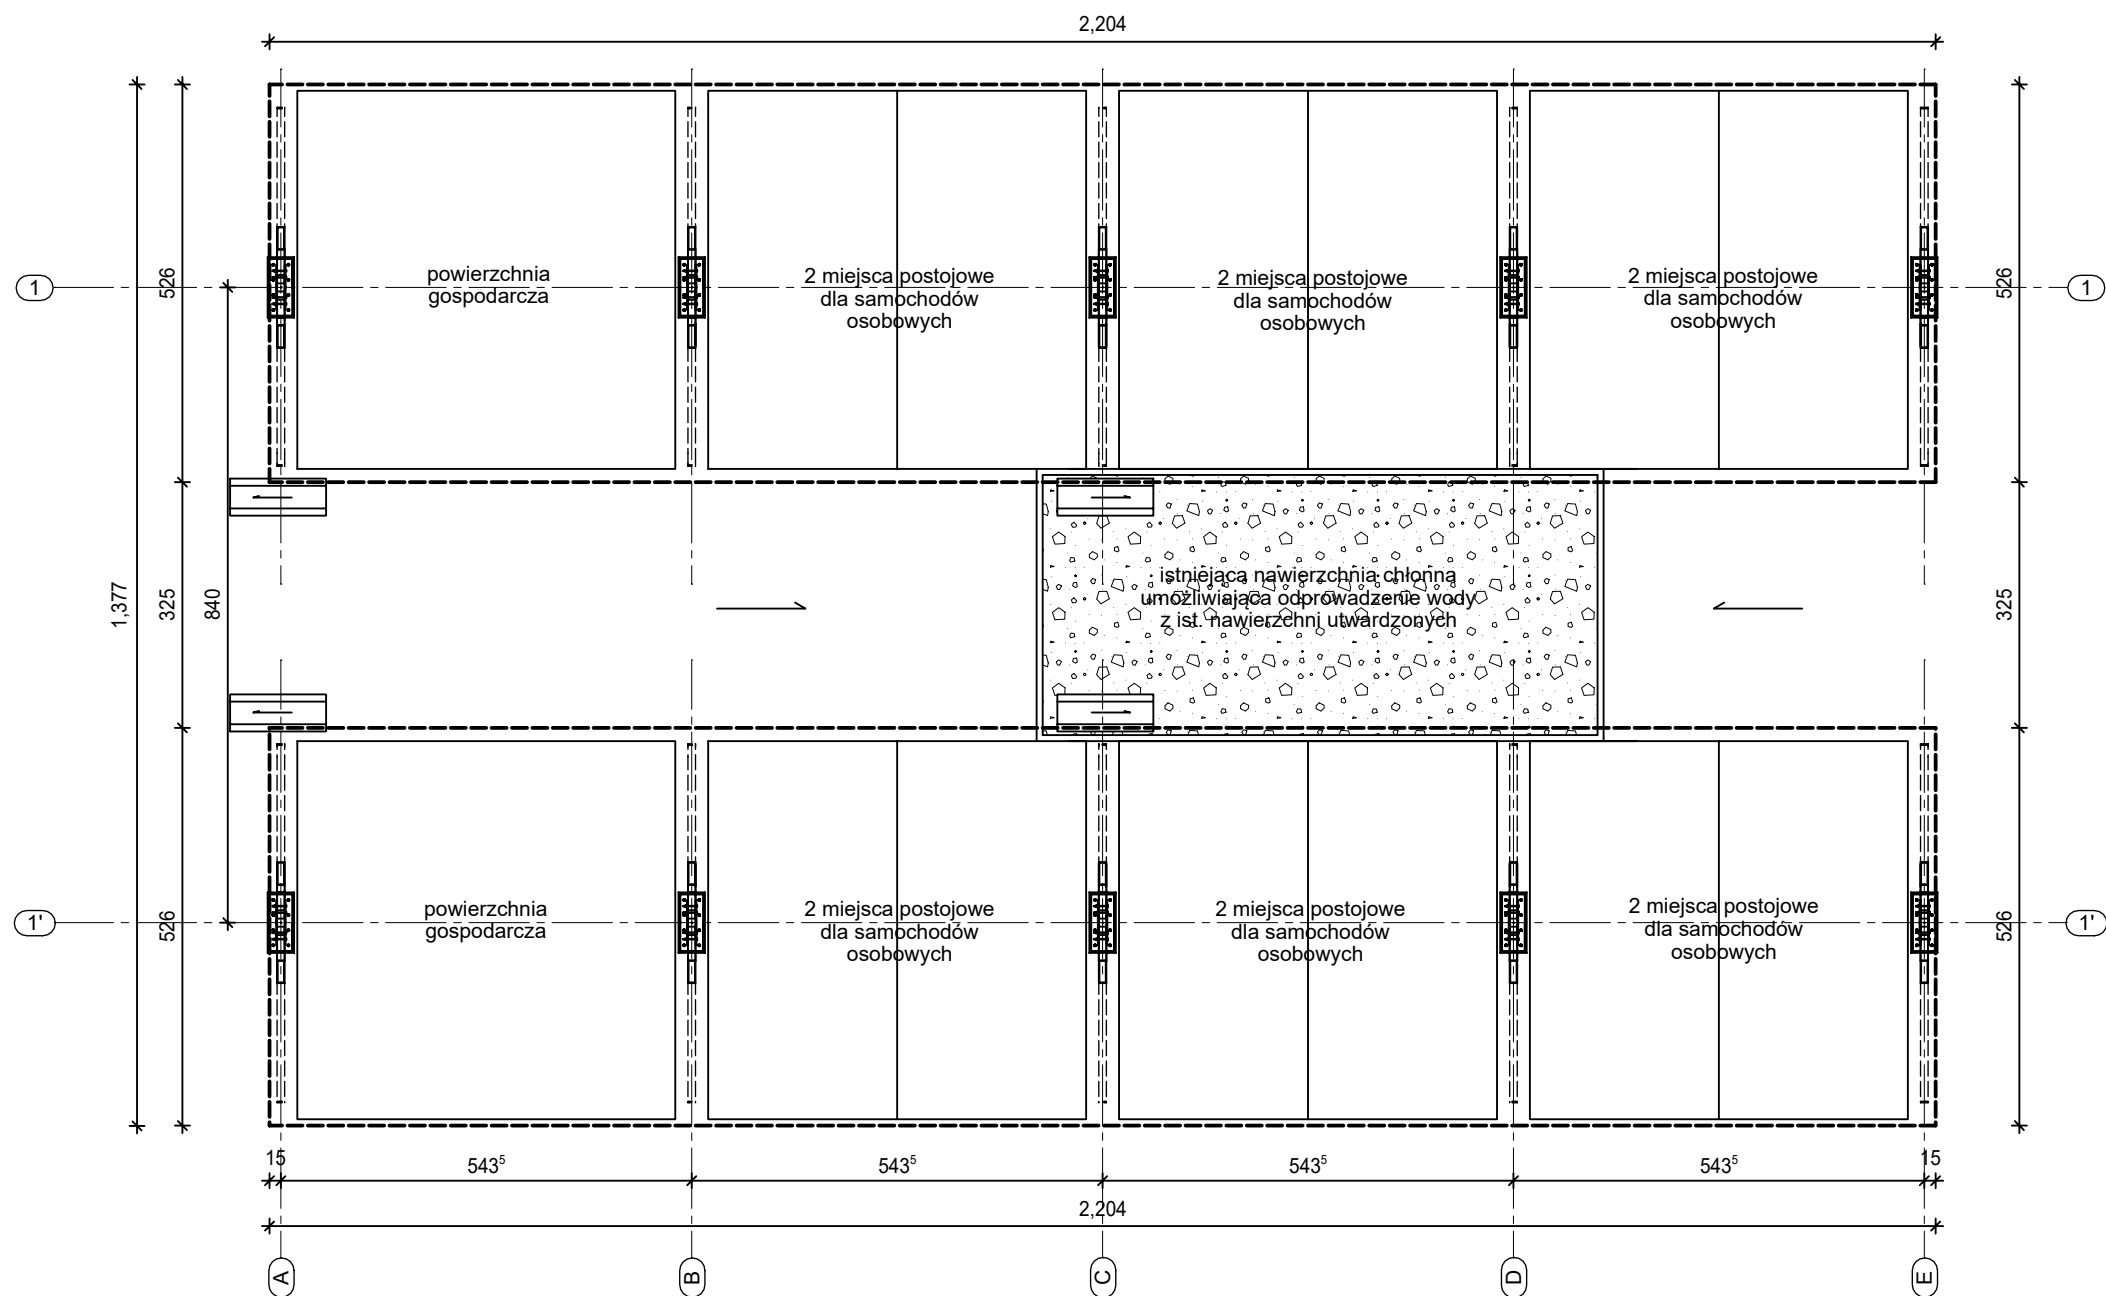 2,204
1
526
powierzchnia
gospodarcza
2 miejsca postojowe
dla samochodów
osobowych
2 miejsca postojowe
dla samochodów
osobowych
2 miejsca postojowe
dla samochodów
osobowych
526
1
1,377
325
840
istniejąca nawierzchnia chłonna
umożliwiająca odprowadzenie wody
z ist. nawierzchni utwardzonych
325
1'
526
powierzchnia
gospodarcza
2 miejsca postojowe
dla samochodów
osobowych
2 miejsca postojowe
dla samochodów
osobowych
2 miejsca postojowe
dla samochodów
osobowych
526
1'
15
543⁵
543⁵
543⁵
543⁵
15
2,204
A
B
C
D
E